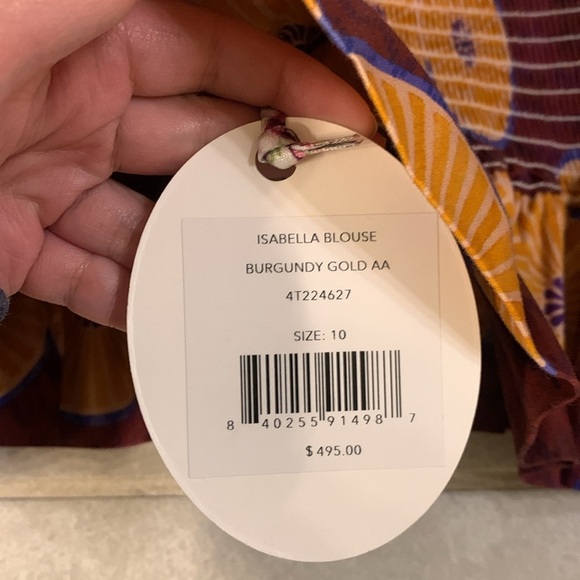 ISABELLA BLOUSE
BURGUNDY GOLD AA
4T224627
SIZE: 10
8 40255 91498 7
$495.00